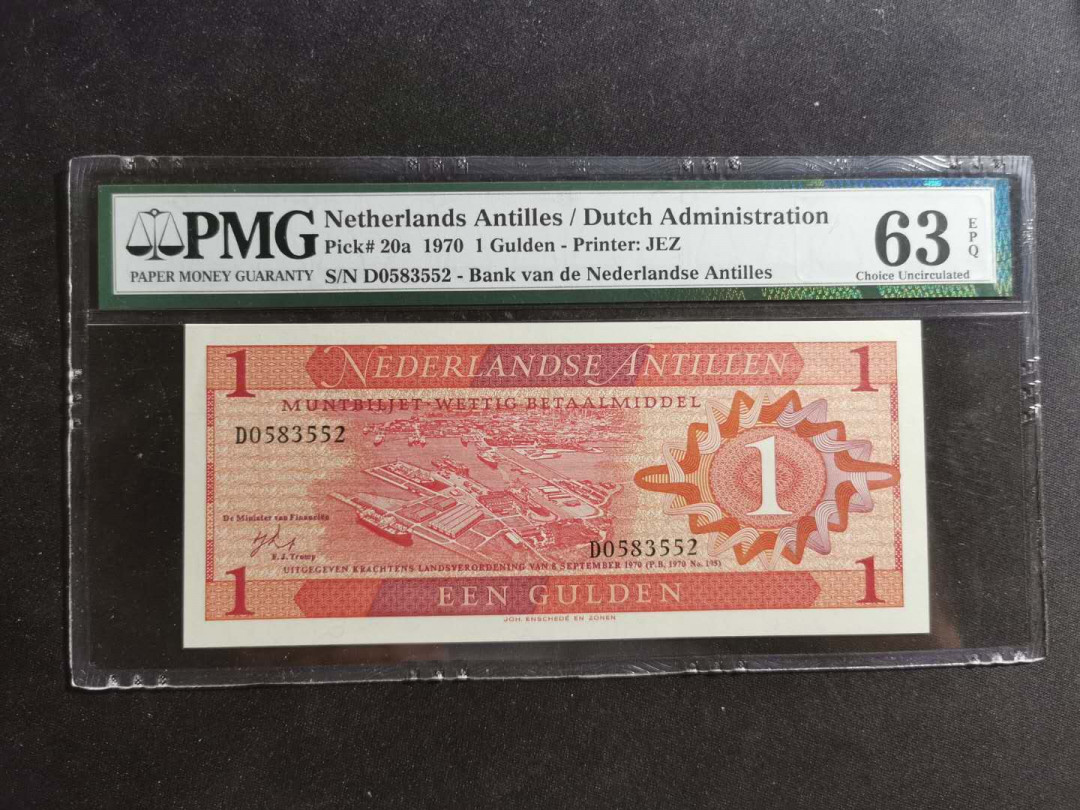 PMG
PAPER MONEY GUARANTY
Netherlands Antilles / Dutch Administration
Pick# 20a 1970 1 Gulden - Printer: JEZ
S/N D0583552 - Bank van de Nederlandse Antilles
63
EPQ
Choice Uncirculated
1 NEDERLANDSE ANTILLEN 1
MUNTBILJET-WETTIG BETAALMIDDEL
D0583552
1
De Minister van Financiën
E.J. Tromp
D0583552
UITGEGEVEN KRACHTENS LANDSVERORDENING VAN 8 SEPTEMBER 1970 (P.B. 1970 No. 105)
1 EEN GULDEN 1
JOH. ENSCHEDÉ EN ZONEN